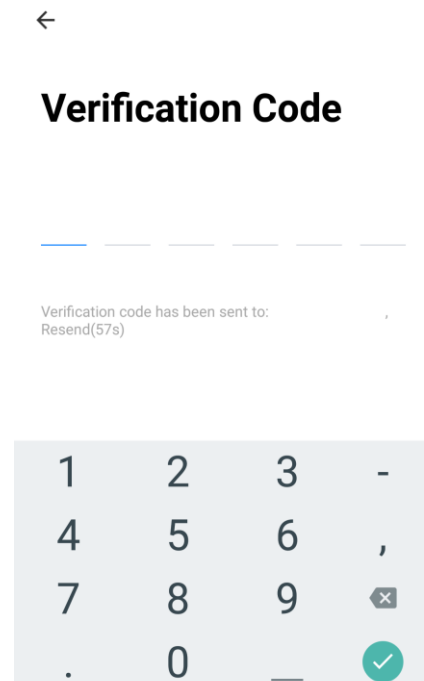 Verification Code
Verification code has been sent to: ,
Resend(57s)
1 2 3 -
4 5 6 ,
7 8 9
. 0 _